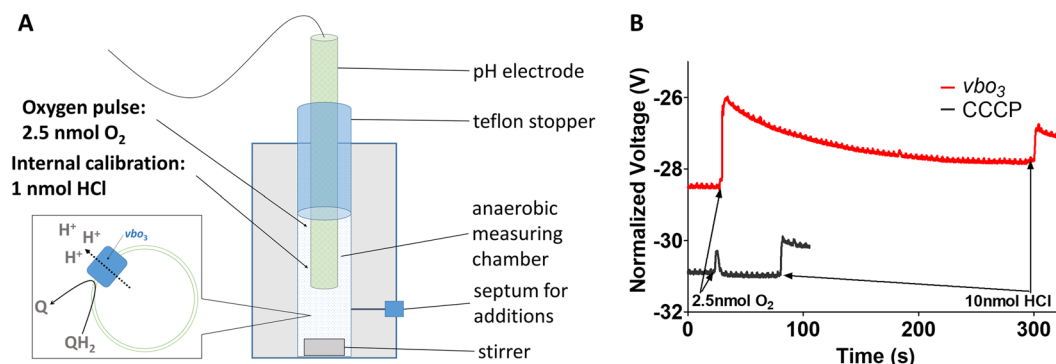 A
pH electrode
Oxygen pulse:
2.5 nmol O₂
teflon stopper
Internal calibration:
1 nmol HCl
anaerobic
measuring
chamber
septum for
additions
stirrer
H⁺
H⁺
H⁺
vbo₃
Q
QH₂
B
Normalized Voltage (V)
-26
-28
-30
-32
vbo₃
CCCP
2.5nmol O₂
10nmol HCl
0
100
200
300
Time (s)